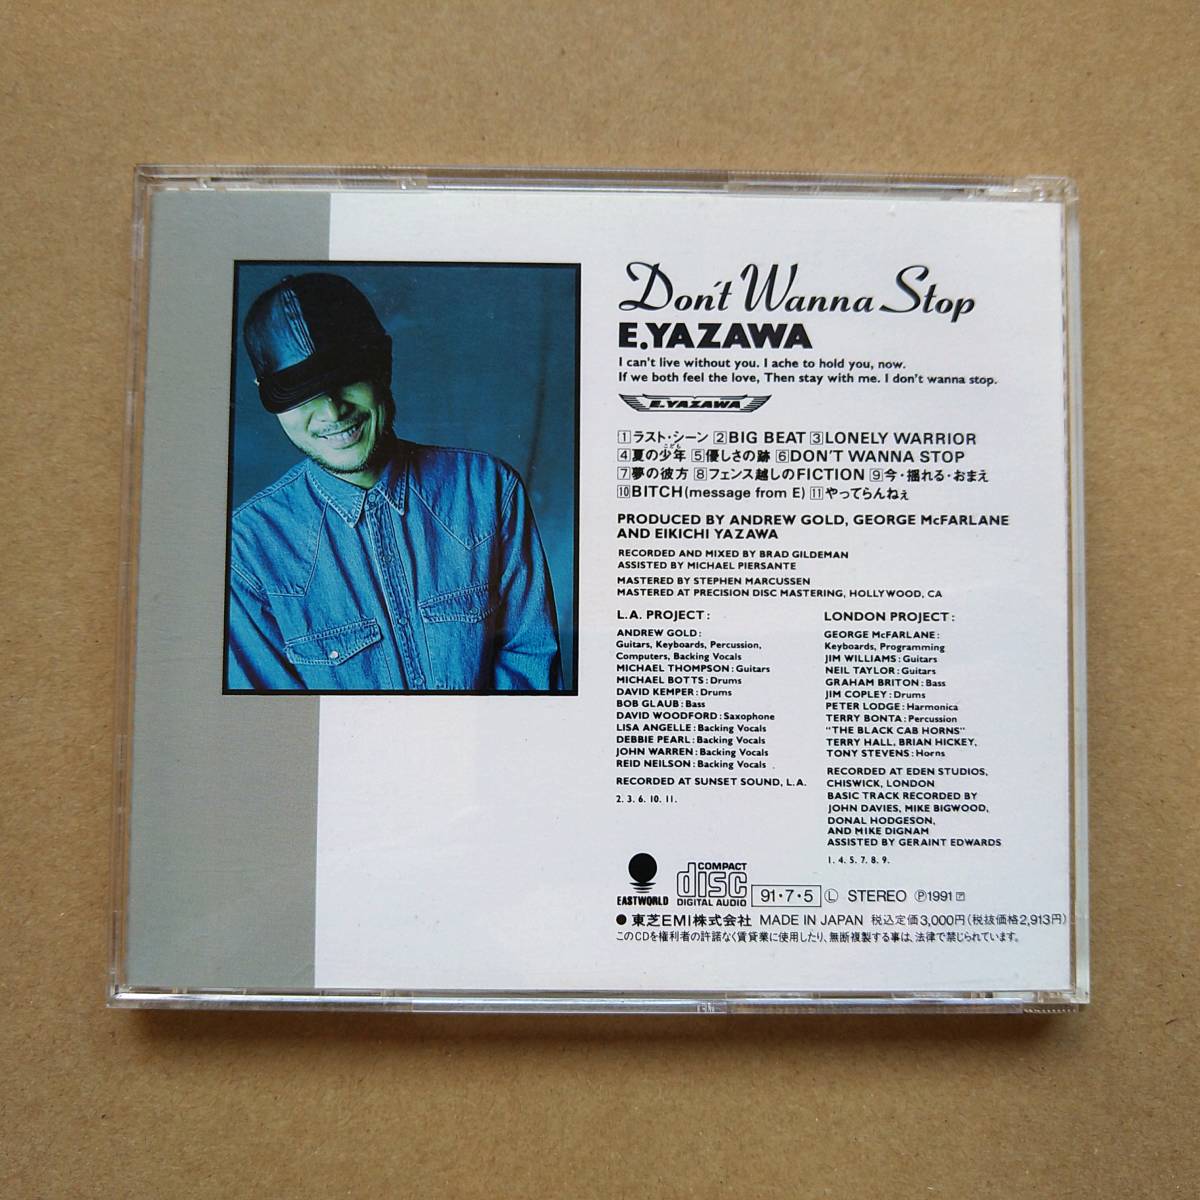 Don't Wanna Stop
E.YAZAWA
I can't live without you. I ache to hold you, now.
If we both feel the love, Then stay with me. I don't wanna stop.
E.YAZAWA
1 ラスト・シーン 2 BIG BEAT 3 LONELY WARRIOR
こども
4 夏の少年 5 優しさの跡 6 DON'T WANNA STOP
7 夢の彼方 8 フェンス越しのFICTION 9 今・揺れる・おまえ
10 BITCH (message from E) 11 やってらんねぇ
PRODUCED BY ANDREW GOLD, GEORGE McFARLANE
AND EIKICHI YAZAWA
RECORDED AND MIXED BY BRAD GILDEMAN
ASSISTED BY MICHAEL PIERSANTE
MASTERED BY STEPHEN MARCUSSEN
MASTERED AT PRECISION DISC MASTERING, HOLLYWOOD, CA
L.A. PROJECT:
ANDREW GOLD:
Guitars, Keyboards, Percussion,
Computers, Backing Vocals
MICHAEL THOMPSON: Guitars
MICHAEL BOTTS: Drums
DAVID KEMPER: Drums
BOB GLAUB: Bass
DAVID WOODFORD: Saxophone
LISA ANGELLE: Backing Vocals
DEBBIE PEARL: Backing Vocals
JOHN WARREN: Backing Vocals
REID NEILSON: Backing Vocals
RECORDED AT SUNSET SOUND, L.A.
2. 3. 6. 10. 11.
LONDON PROJECT:
GEORGE McFARLANE:
Keyboards, Programming
JIM WILLIAMS: Guitars
NEIL TAYLOR: Guitars
GRAHAM BRITON: Bass
JIM COPLEY: Drums
PETER LODGE: Harmonica
TERRY BONTA: Percussion
"THE BLACK CAB HORNS"
TERRY HALL, BRIAN HICKEY,
TONY STEVENS: Horns
RECORDED AT EDEN STUDIOS,
CHISWICK, LONDON
BASIC TRACK RECORDED BY
JOHN DAVIES, MIKE BIGWOOD,
DONAL HODGESON,
AND MIKE DIGNAM
ASSISTED BY GERAINT EDWARDS
1. 4. 5. 7. 8. 9.
EASTWORLD
COMPACT disc DIGITAL AUDIO
91・7・5 Ⓛ STEREO Ⓟ1991
●東芝EMI株式会社 MADE IN JAPAN 税込定価3,000円(税抜価格2,913円)
このCDを権利者の許諾なく賃貸業に使用したり、無断複製する事は、法律で禁じられています。